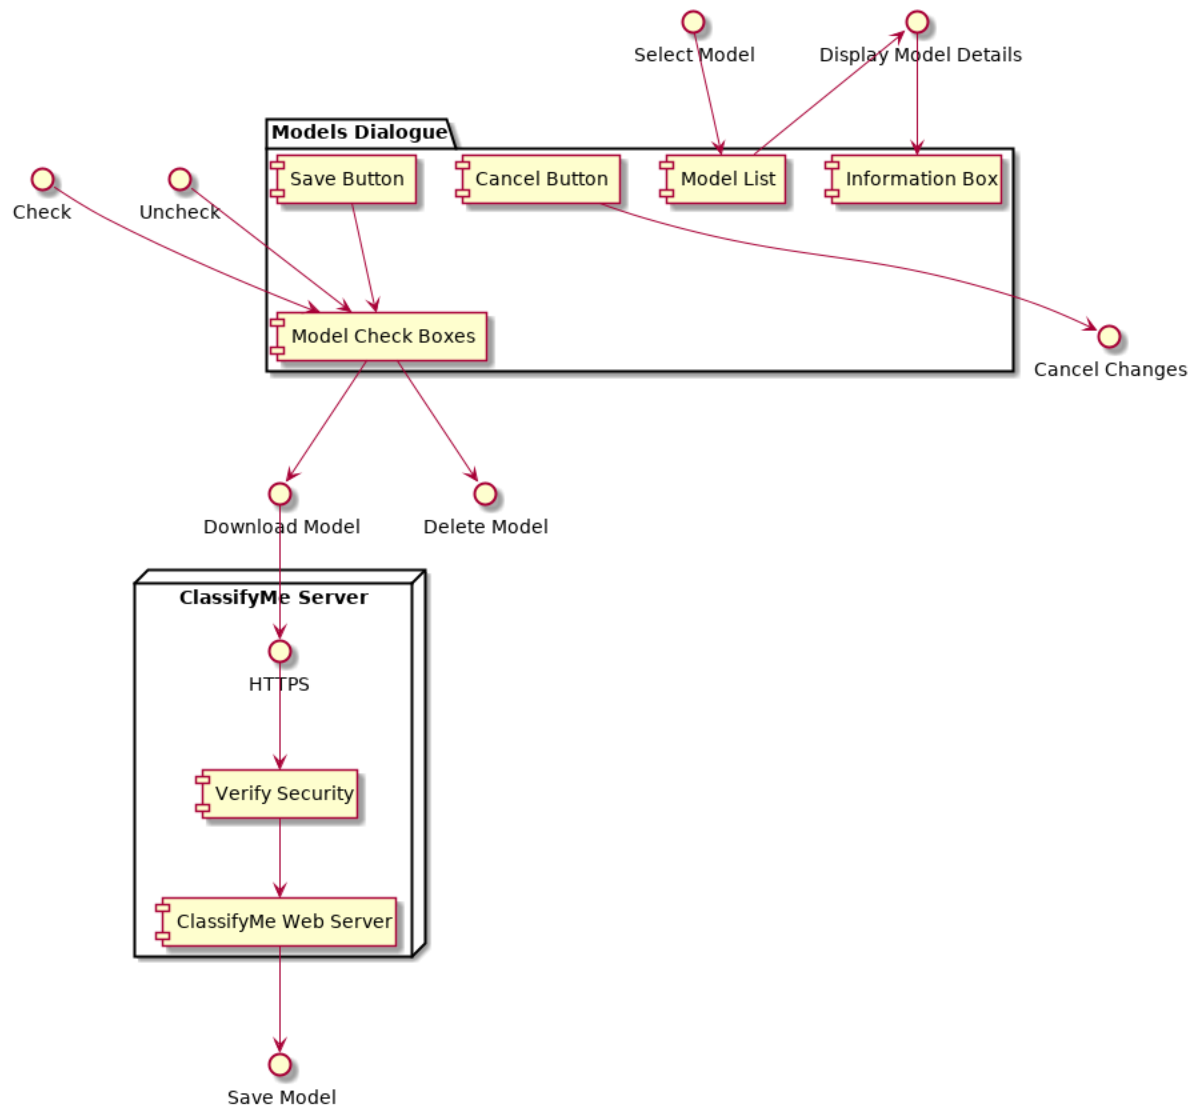 Select Model
Display Model Details
Models Dialogue
Save Button
Cancel Button
Model List
Information Box
Check
Uncheck
Model Check Boxes
Cancel Changes
Download Model
Delete Model
ClassifyMe Server
HTTPS
Verify Security
ClassifyMe Web Server
Save Model